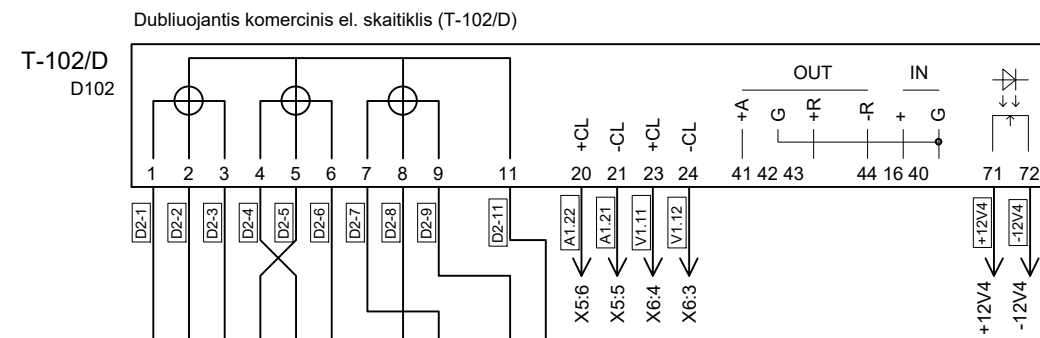 Dubliuojantis komercinis el. skaitiklis (T-102/D)
T-102/D
D102
OUT IN
+A G +R -R + G
+CL -CL +CL -CL
1 2 3 4 5 6 7 8 9 11 20 21 23 24 41 42 43 44 16 40 71 72
D2-1 D2-2 D2-3 D2-4 D2-5 D2-6 D2-7 D2-8 D2-9 D2-11 A1.22 A1.21 V1.11 V1.12 +12V4 -12V4
X5:6 X5:5 X6:4 X6:3 +12V4 -12V4